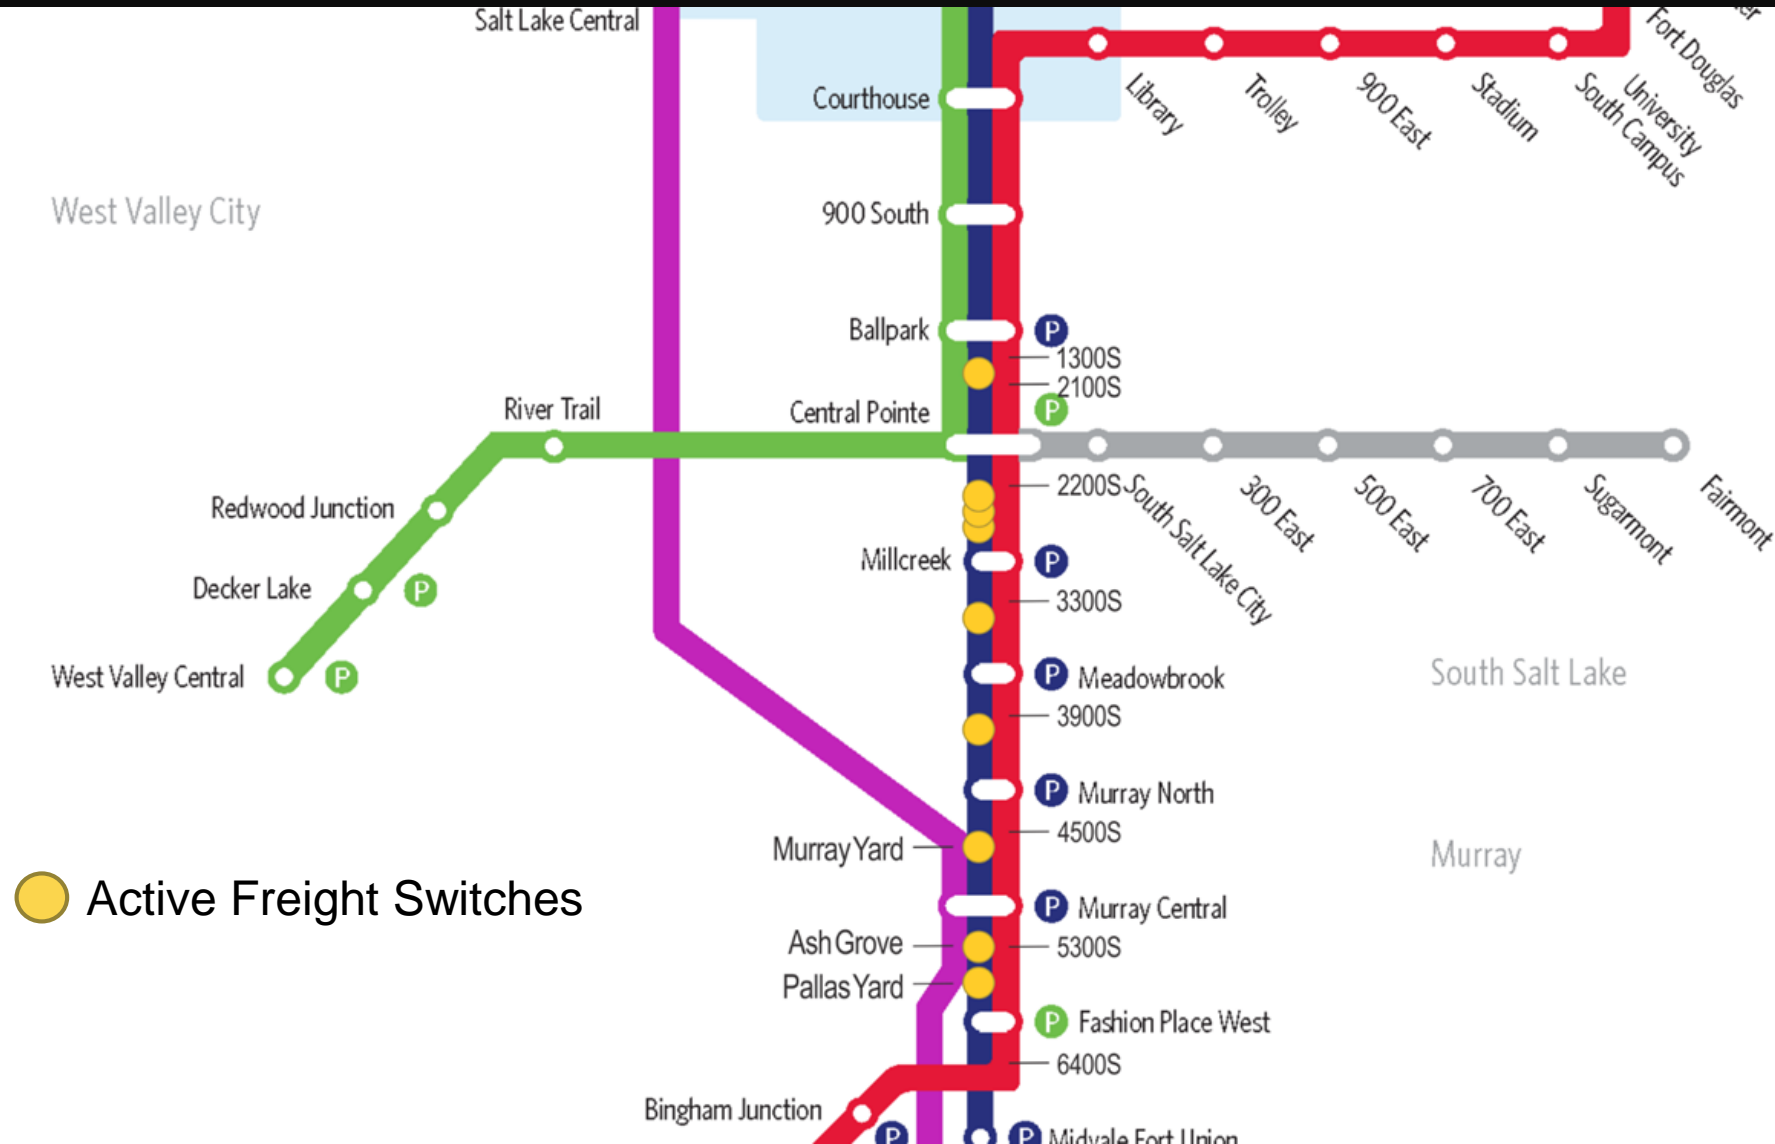 Salt Lake Central
Fort Douglas
Courthouse
Library
Trolley
900 East
Stadium
South Campus
University
West Valley City
900 South
Ballpark
P
1300S
2100S
River Trail
Central Pointe
P
2200S
South Salt Lake City
300 East
500 East
700 East
Sugarmont
Fairmont
Redwood Junction
Millcreek
P
Decker Lake
P
3300S
West Valley Central
P
P
Meadowbrook
South Salt Lake
3900S
P
Murray North
4500S
Murray Yard
Murray
Active Freight Switches
P
Murray Central
Ash Grove
5300S
Pallas Yard
P
Fashion Place West
6400S
Bingham Junction
P
P
Midvale Fort Union